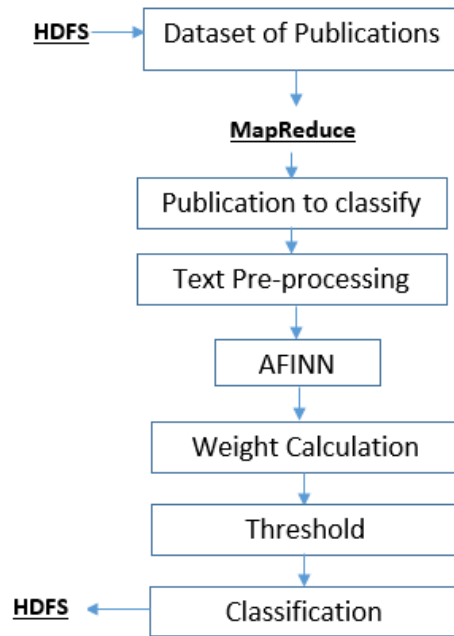 HDFS
Dataset of Publications
MapReduce
Publication to classify
Text Pre-processing
AFINN
Weight Calculation
Threshold
HDFS
Classification